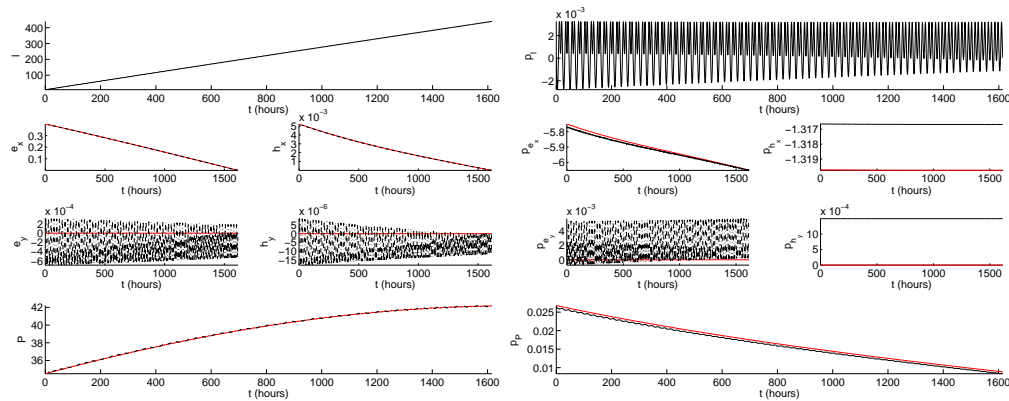 x 10⁻³
400
300
200
100
l
0 200 400 600 800 1000 1200 1400 1600
t (hours)
2
0
−2
p_l
0 200 400 600 800 1000 1200 1400 1600
t (hours)
0.3
0.2
0.1
e_x
0 500 1000 1500
t (hours)
x 10⁻³
5
4
3
2
1
h_x
0 500 1000 1500
t (hours)
−5.8
−5.9
−6
p_e_x
0 500 1000 1500
t (hours)
−1.317
−1.318
−1.319
p_h_x
0 500 1000 1500
t (hours)
x 10⁻⁴
2
0
−2
−4
−6
e_y
0 500 1000 1500
t (hours)
x 10⁻⁶
5
0
−5
−10
−15
h_y
0 500 1000 1500
t (hours)
x 10⁻³
4
2
0
p_e_y
0 500 1000 1500
t (hours)
x 10⁻⁴
10
5
0
p_h_y
0 500 1000 1500
t (hours)
42
40
38
36
P
0 200 400 600 800 1000 1200 1400 1600
t (hours)
0.025
0.02
0.015
0.01
p_P
0 200 400 600 800 1000 1200 1400 1600
t (hours)